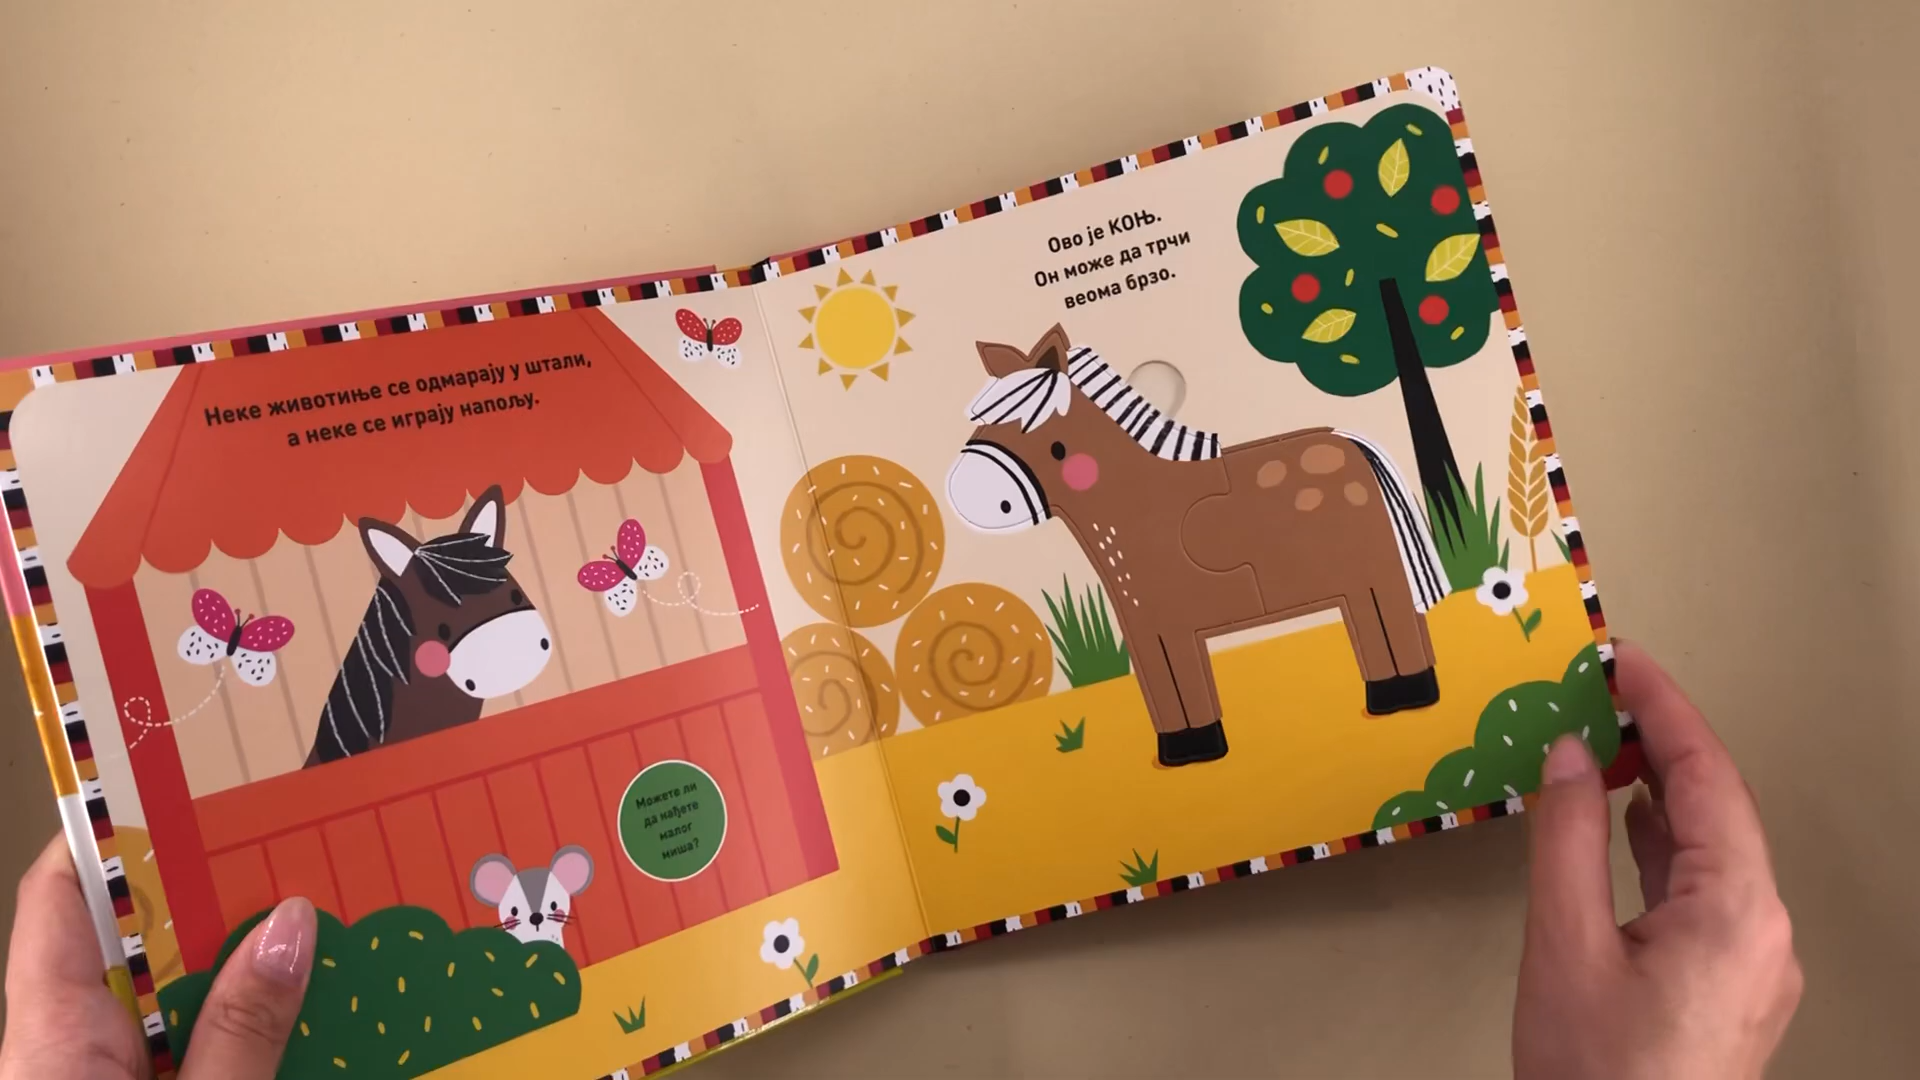 Неке животиње се одмарају у штали,
а неке се играју напољу.
Можете ли
да нађете
малог
миша?
Ово је КОЊ.
Он може да трчи
веома брзо.